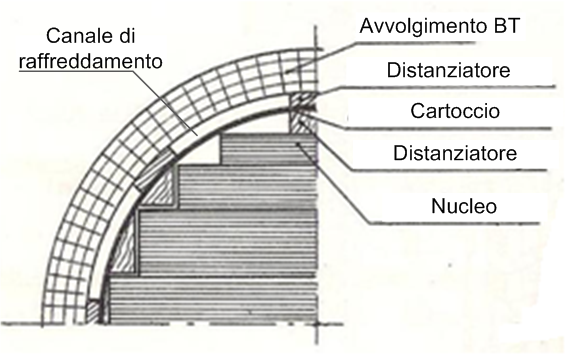 Canale di
raffreddamento
Avvolgimento BT
Distanziatore
Cartoccio
Distanziatore
Nucleo